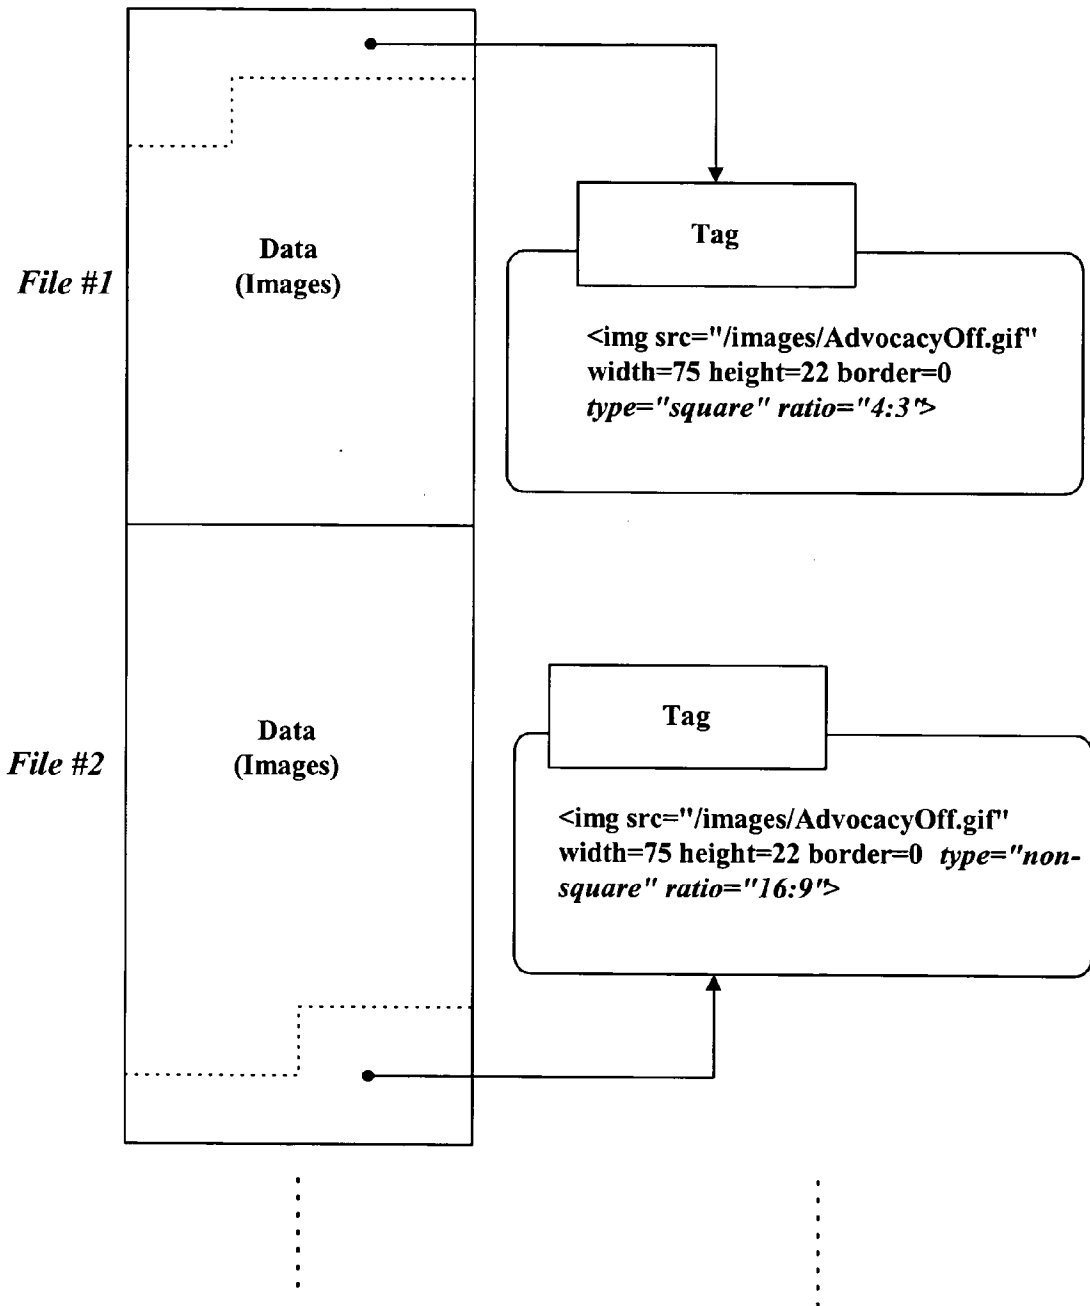 Tag
Data
(Images)
File #1
<img src="/images/AdvocacyOff.gif"
width=75 height=22 border=0
type="square" ratio="4:3">
Tag
Data
(Images)
File #2
<img src="/images/AdvocacyOff.gif"
width=75 height=22 border=0 type="non-
square" ratio="16:9">